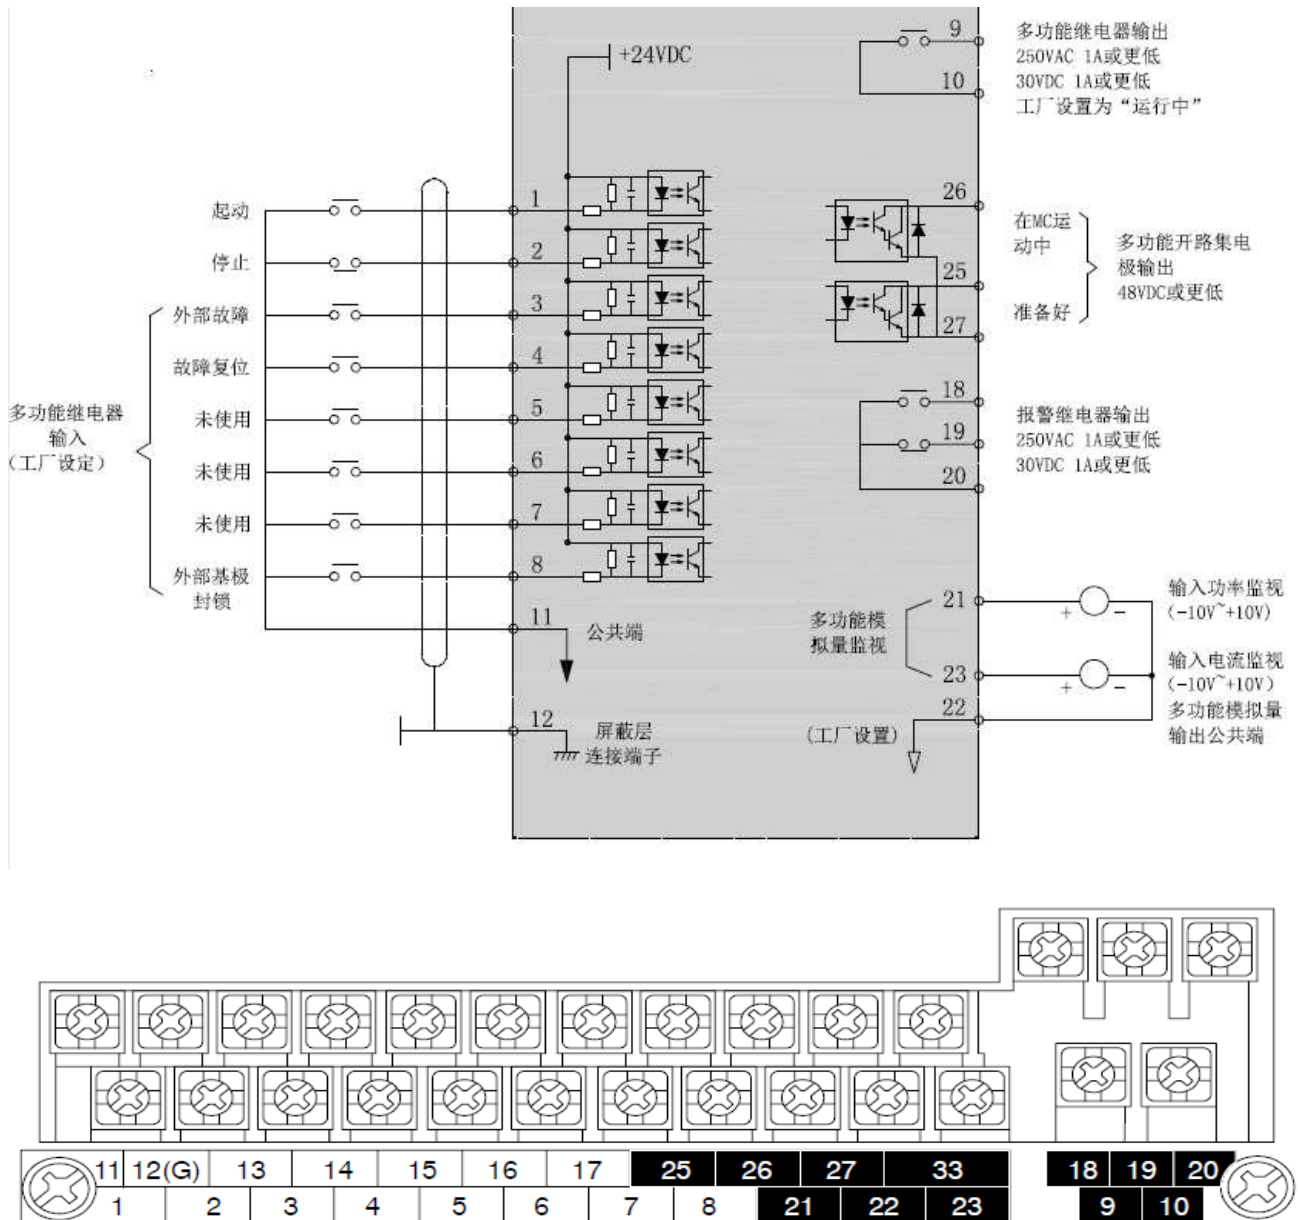 +24VDC
9
10
多功能继电器输出
250VAC 1A或更低
30VDC 1A或更低
工厂设置为“运行中”
起动
停止
外部故障
故障复位
未使用
未使用
未使用
外部基极
封锁
多功能继电器
输入
(工厂设定)
1
2
3
4
5
6
7
8
11
公共端
12
屏蔽层
连接端子
26
25
27
在MC运
动中
准备好
多功能开路集电
极输出
48VDC或更低
18
19
20
报警继电器输出
250VAC 1A或更低
30VDC 1A或更低
多功能模
拟量监视
21
23
22
(工厂设置)
+ −
+ −
输入功率监视
(-10V~+10V)
输入电流监视
(-10V~+10V)
多功能模拟量
输出公共端
11 12(G) 13 14 15 16 17 25 26 27 33 18 19 20
1 2 3 4 5 6 7 8 21 22 23 9 10